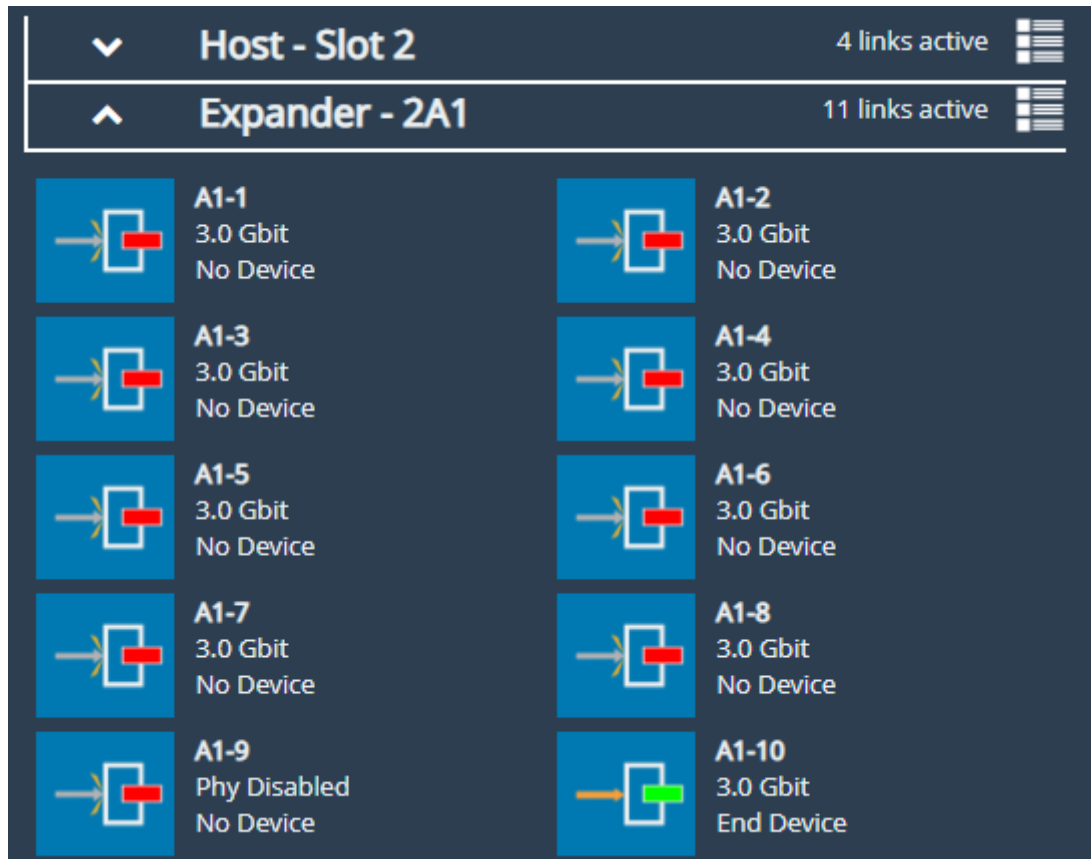 Host - Slot 2 4 links active
Expander - 2A1 11 links active
A1-1
3.0 Gbit
No Device
A1-2
3.0 Gbit
No Device
A1-3
3.0 Gbit
No Device
A1-4
3.0 Gbit
No Device
A1-5
3.0 Gbit
No Device
A1-6
3.0 Gbit
No Device
A1-7
3.0 Gbit
No Device
A1-8
3.0 Gbit
No Device
A1-9
Phy Disabled
No Device
A1-10
3.0 Gbit
End Device